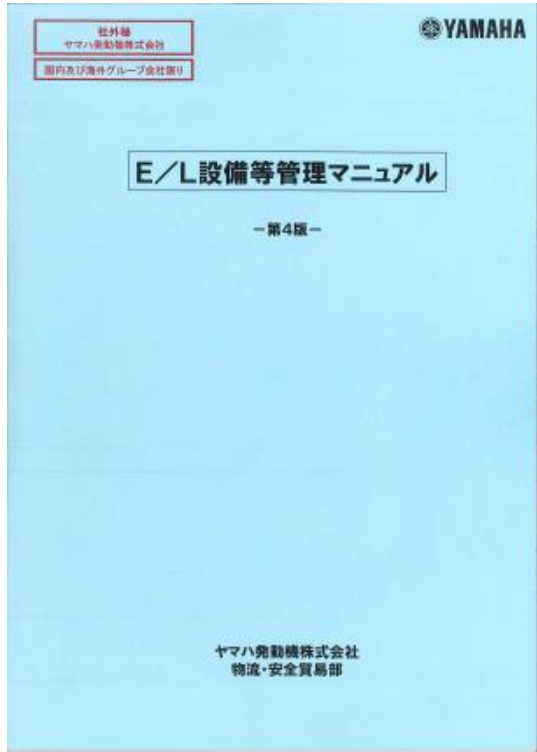 社外秘
ヤマハ発動機株式会社
国内及び海外グループ会社限り
YAMAHA
E／L設備等管理マニュアル
－第4版－
ヤマハ発動機株式会社
物流・安全貿易部